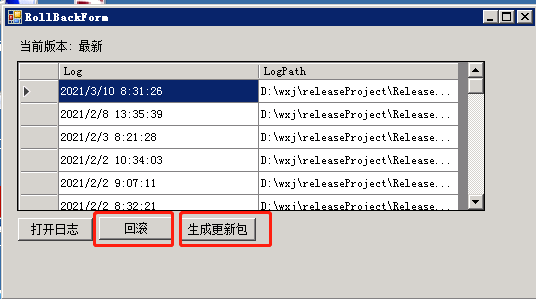 RollBackForm
当前版本: 最新
Log LogPath
2021/3/10 8:31:26 D:\wxj\releaseProject\Release...
2021/2/8 13:35:39 D:\wxj\releaseProject\Release...
2021/2/3 8:21:28 D:\wxj\releaseProject\Release...
2021/2/2 10:34:03 D:\wxj\releaseProject\Release...
2021/2/2 9:07:11 D:\wxj\releaseProject\Release...
2021/2/2 8:32:21 D:\wxj\releaseProject\Release...
打开日志 回滚 生成更新包